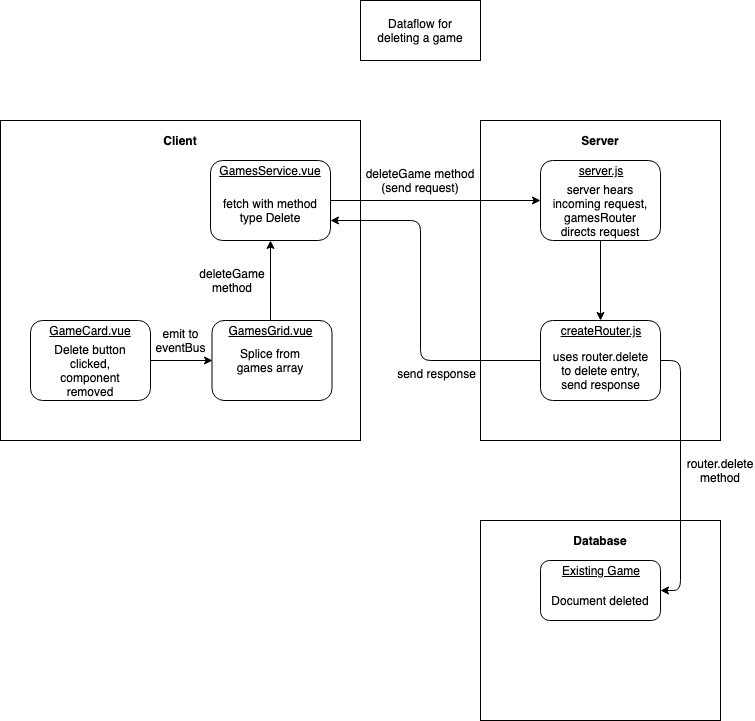 Dataflow for
deleting a game
Client
GamesService.vue
fetch with method
type Delete
deleteGame method
(send request)
Server
server.js
server hears
incoming request,
gamesRouter
directs request
deleteGame
method
GameCard.vue
Delete button
clicked,
component
removed
emit to
eventBus
GamesGrid.vue
Splice from
games array
send response
createRouter.js
uses router.delete
to delete entry,
send response
router.delete
method
Database
Existing Game
Document deleted